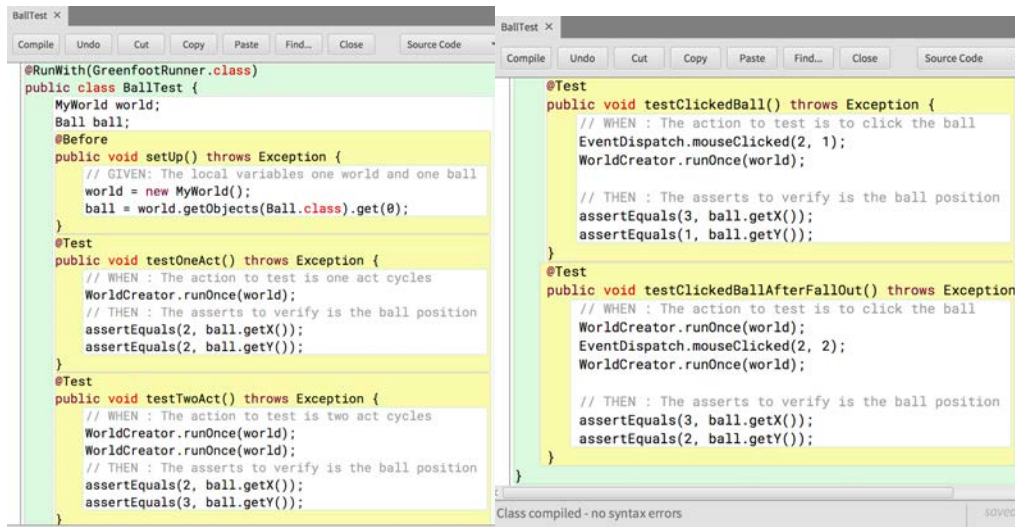 BallTest ×
Compile Undo Cut Copy Paste Find... Close Source Code
@RunWith(GreenfootRunner.class)
public class BallTest {
MyWorld world;
Ball ball;
@Before
public void setUp() throws Exception {
// GIVEN: The local variables one world and one ball
world = new MyWorld();
ball = world.getObjects(Ball.class).get(0);
}
@Test
public void testOneAct() throws Exception {
// WHEN : The action to test is one act cycles
WorldCreator.runOnce(world);
// THEN : The asserts to verify is the ball position
assertEquals(2, ball.getX());
assertEquals(2, ball.getY());
}
@Test
public void testTwoAct() throws Exception {
// WHEN : The action to test is two act cycles
WorldCreator.runOnce(world);
WorldCreator.runOnce(world);
// THEN : The asserts to verify is the ball position
assertEquals(2, ball.getX());
assertEquals(3, ball.getY());
}
BallTest ×
Compile Undo Cut Copy Paste Find... Close Source Code
@Test
public void testClickedBall() throws Exception {
// WHEN : The action to test is to click the ball
EventDispatch.mouseClicked(2, 1);
WorldCreator.runOnce(world);
// THEN : The asserts to verify is the ball position
assertEquals(3, ball.getX());
assertEquals(1, ball.getY());
}
@Test
public void testClickedBallAfterFallOut() throws Exception
// WHEN : The action to test is to click the ball
WorldCreator.runOnce(world);
EventDispatch.mouseClicked(2, 2);
WorldCreator.runOnce(world);
// THEN : The asserts to verify is the ball position
assertEquals(3, ball.getX());
assertEquals(2, ball.getY());
}
}
Class compiled - no syntax errors
saved